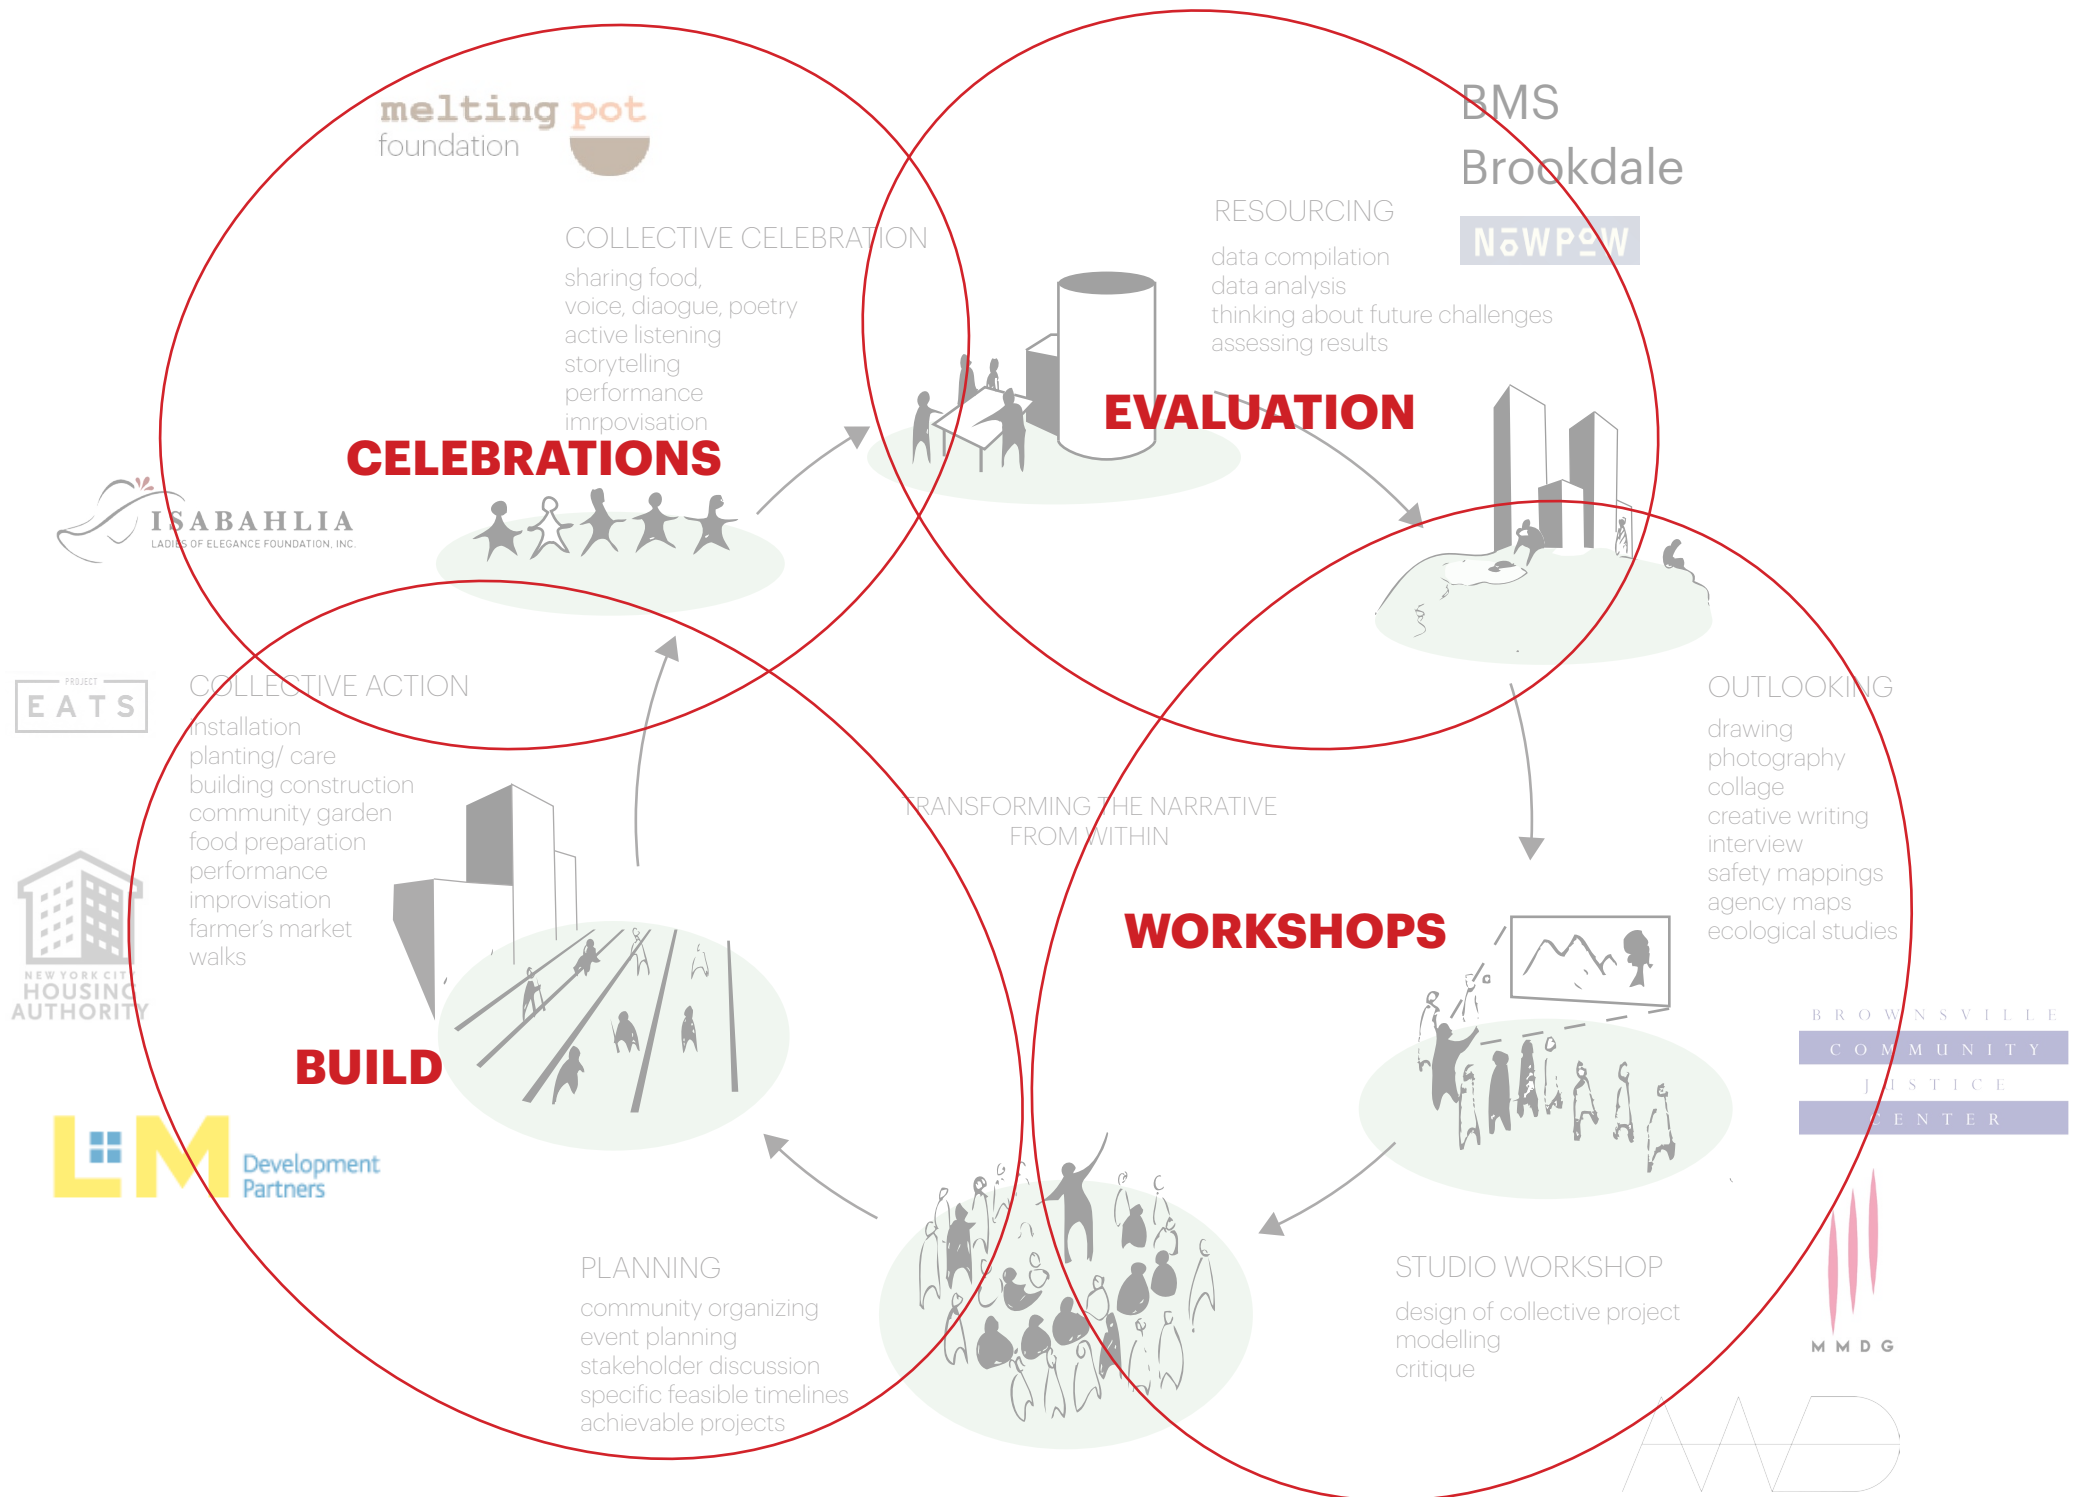 melting pot
foundation
BMS
Brookdale
NOWPOW
COLLECTIVE CELEBRATION
sharing food,
voice, diaogue, poetry
active listening
storytelling
performance
imrpovisation
CELEBRATIONS
RESOURCING
data compilation
data analysis
thinking about future challenges
assessing results
EVALUATION
ISABAHLIA
LADIES OF ELEGANCE FOUNDATION, INC.
PROJECT
EATS
COLLECTIVE ACTION
installation
planting/ care
building construction
community garden
food preparation
performance
improvisation
farmer's market
walks
OUTLOOKING
drawing
photography
collage
creative writing
interview
safety mappings
agency maps
ecological studies
TRANSFORMING THE NARRATIVE
FROM WITHIN
NEW YORK CITY
HOUSING
AUTHORITY
WORKSHOPS
BUILD
BROWNSVILLE
COMMUNITY
JUSTICE
CENTER
L+M
Development
Partners
PLANNING
community organizing
event planning
stakeholder discussion
specific feasible timelines
achievable projects
STUDIO WORKSHOP
design of collective project
modelling
critique
MMDG